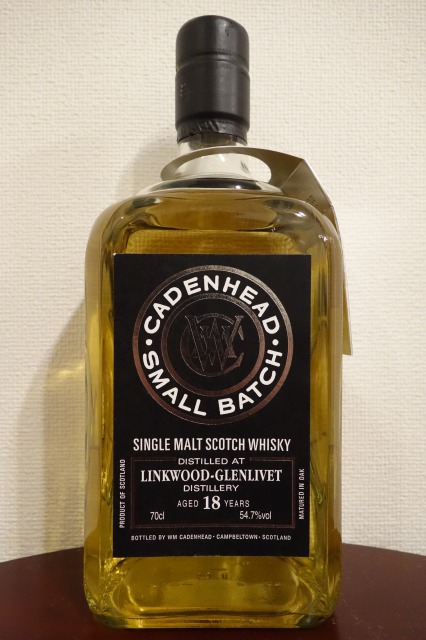 ·CADENHEAD·
SMALL BATCH
WC
SINGLE MALT SCOTCH WHISKY
DISTILLED AT
LINKWOOD-GLENLIVET
DISTILLERY
AGED 18 YEARS
70cl 54.7%vol
PRODUCT OF SCOTLAND
MATURED IN OAK
BOTTLED BY WM CADENHEAD · CAMPBELTOWN · SCOTLAND